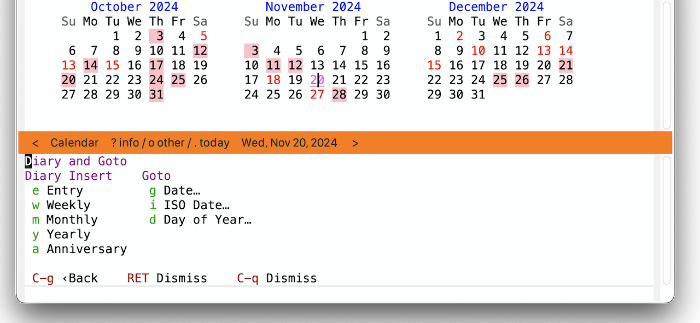 October 2024 November 2024 December 2024
Su Mo Tu We Th Fr Sa Su Mo Tu We Th Fr Sa Su Mo Tu We Th Fr Sa
1 2 3 4 5 1 2 1 2 3 4 5 6 7
6 7 8 9 10 11 12 3 4 5 6 7 8 9 8 9 10 11 12 13 14
13 14 15 16 17 18 19 10 11 12 13 14 15 16 15 16 17 18 19 20 21
20 21 22 23 24 25 26 17 18 19 20 21 22 23 22 23 24 25 26 27 28
27 28 29 30 31 24 25 26 27 28 29 30 29 30 31
< Calendar ? info / o other / . today Wed, Nov 20, 2024 >
Diary and Goto
Diary Insert Goto
e Entry g Date…
w Weekly i ISO Date…
m Monthly d Day of Year…
y Yearly
a Anniversary
C-g ‹Back RET Dismiss C-q Dismiss